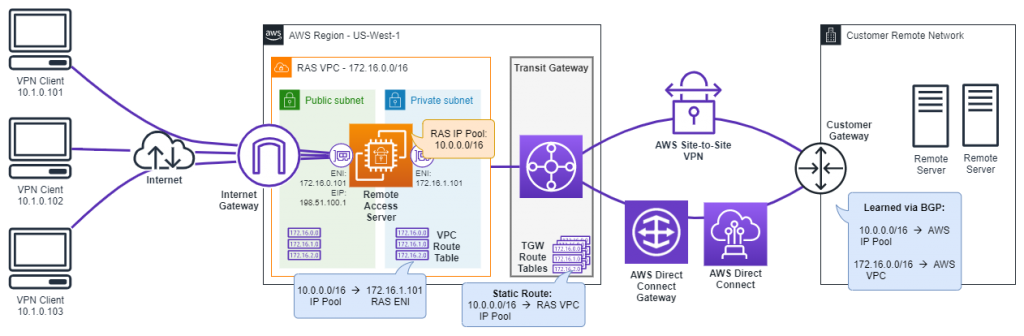 VPN Client
10.1.0.101
VPN Client
10.1.0.102
VPN Client
10.1.0.103
Internet
Internet
Gateway
aws
AWS Region - US-West-1
RAS VPC - 172.16.0.0/16
Public subnet
Private subnet
RAS IP Pool:
10.0.0.0/16
ENI:
172.16.0.101
EIP:
198.51.100.1
Remote
Access
Server
ENI:
172.16.1.101
172.16.0.0
172.16.1.0
172.16.2.0
172.16.0.0
172.16.1.0
172.16.2.0
VPC
Route
Table
10.0.0.0/16 → 172.16.1.101
IP Pool RAS ENI
Transit Gateway
TGW
Route
Tables
172.16.0.0
172.16.1.0
172.16.2.0
Static Route:
10.0.0.0/16 → RAS VPC
IP Pool
AWS Site-to-Site
VPN
AWS Direct
Connect
Gateway
AWS Direct
Connect
Customer Remote Network
Customer
Gateway
Remote
Server
Remote
Server
Learned via BGP:
10.0.0.0/16 → AWS
IP Pool
172.16.0.0/16 → AWS
VPC